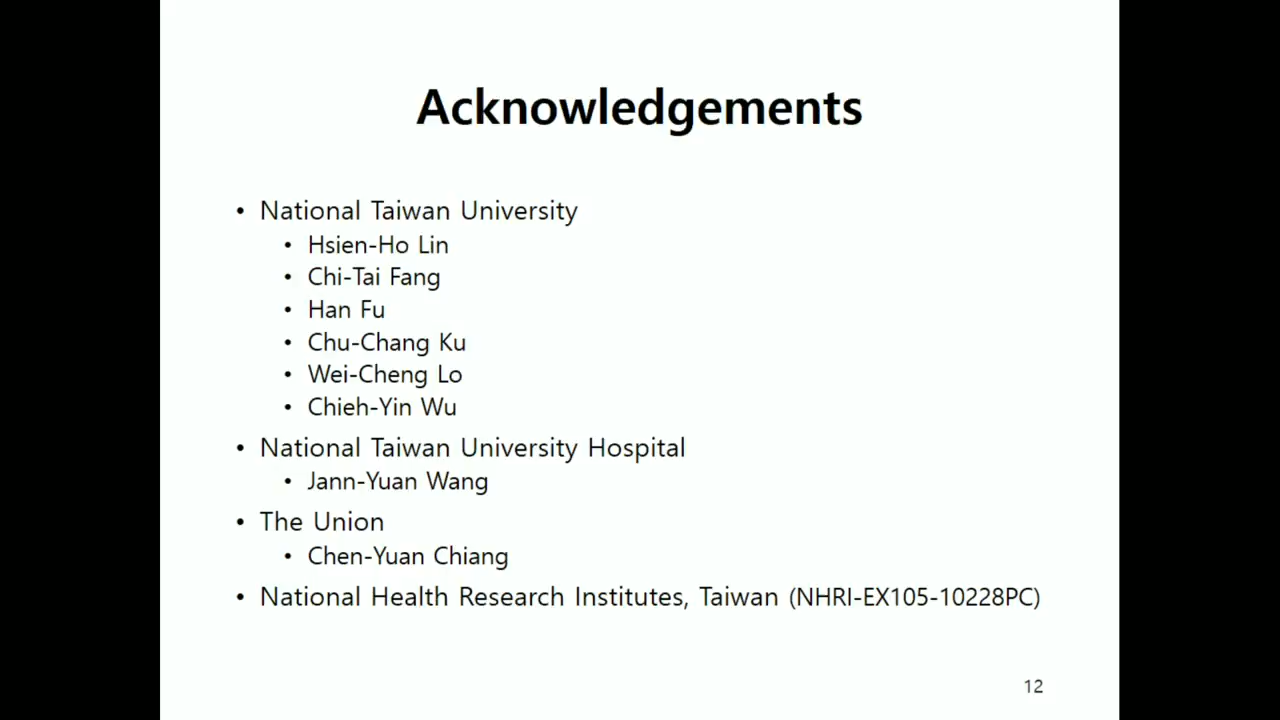 Acknowledgements
• National Taiwan University
• Hsien-Ho Lin
• Chi-Tai Fang
• Han Fu
• Chu-Chang Ku
• Wei-Cheng Lo
• Chieh-Yin Wu
• National Taiwan University Hospital
• Jann-Yuan Wang
• The Union
• Chen-Yuan Chiang
• National Health Research Institutes, Taiwan (NHRI-EX105-10228PC)
12